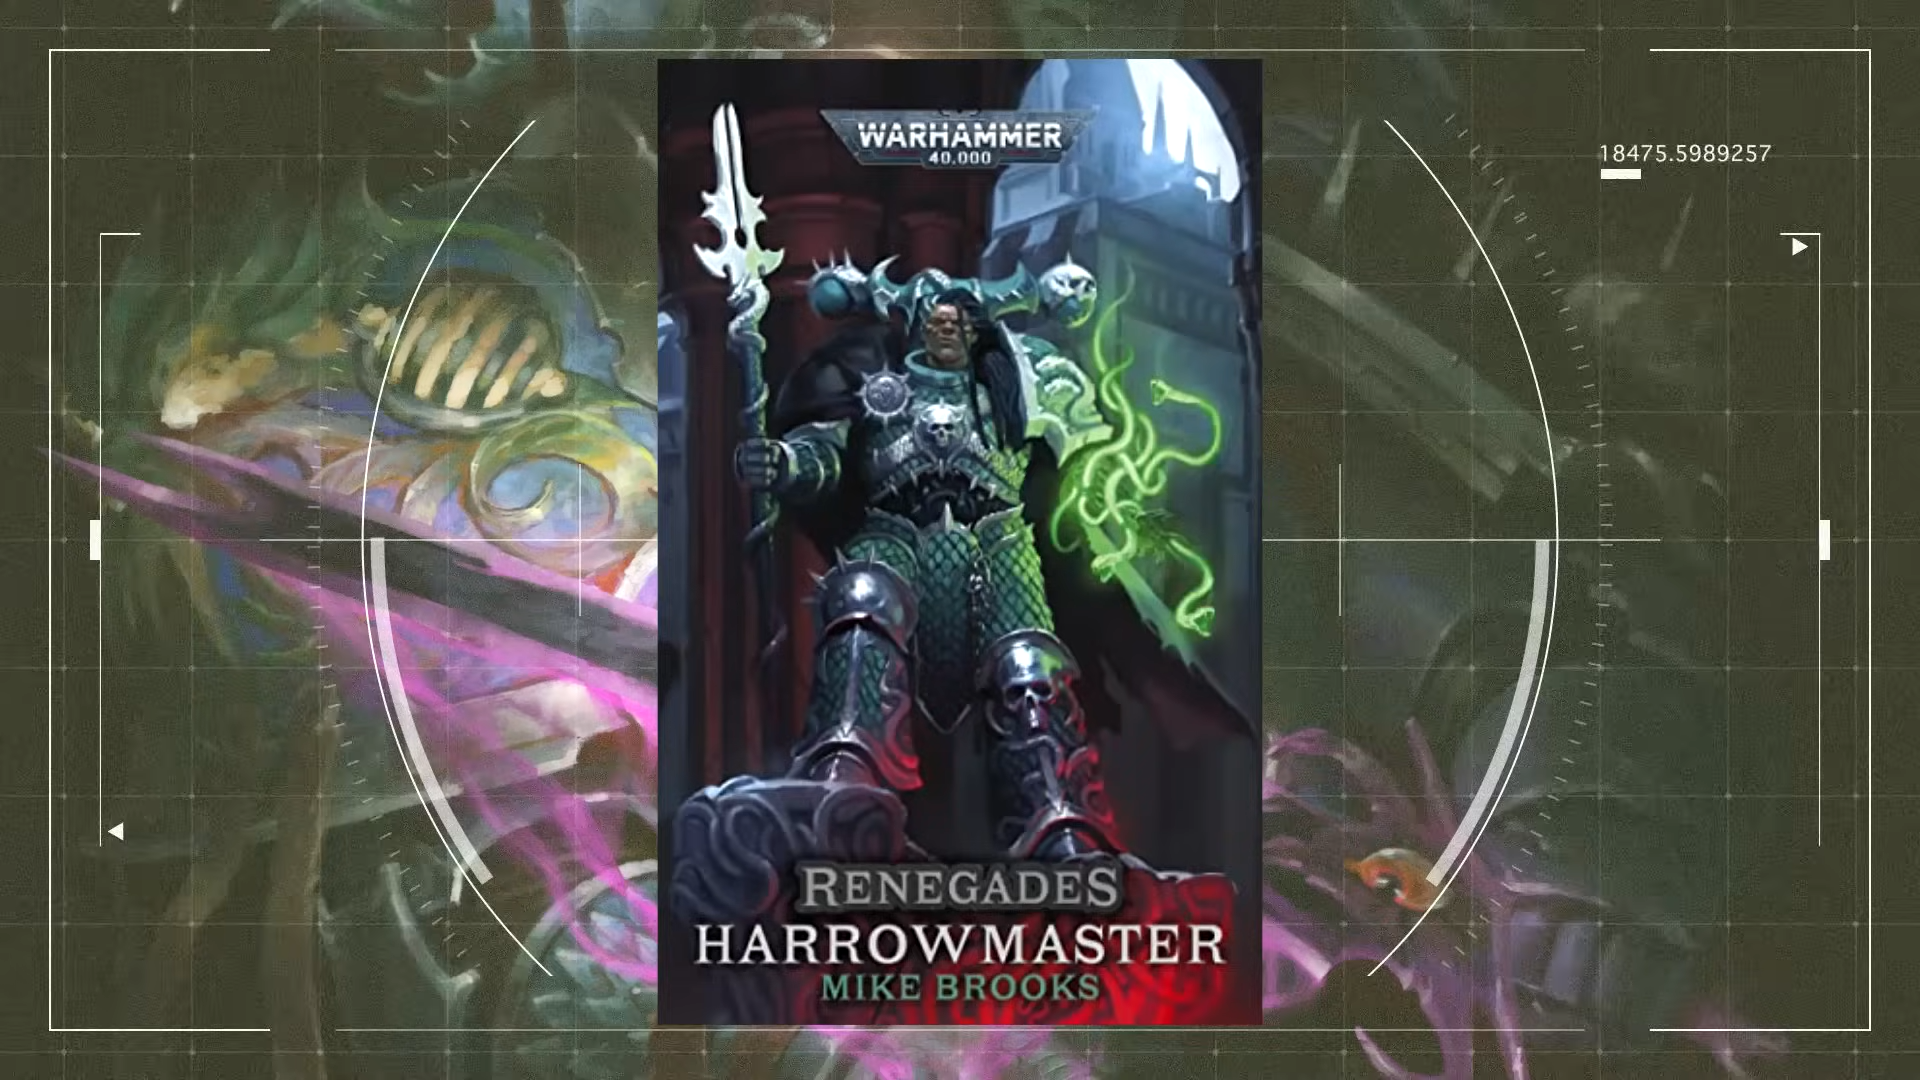 WARHAMMER
40,000
18475.5989257
RENEGADES
HARROWMASTER
MIKE BROOKS